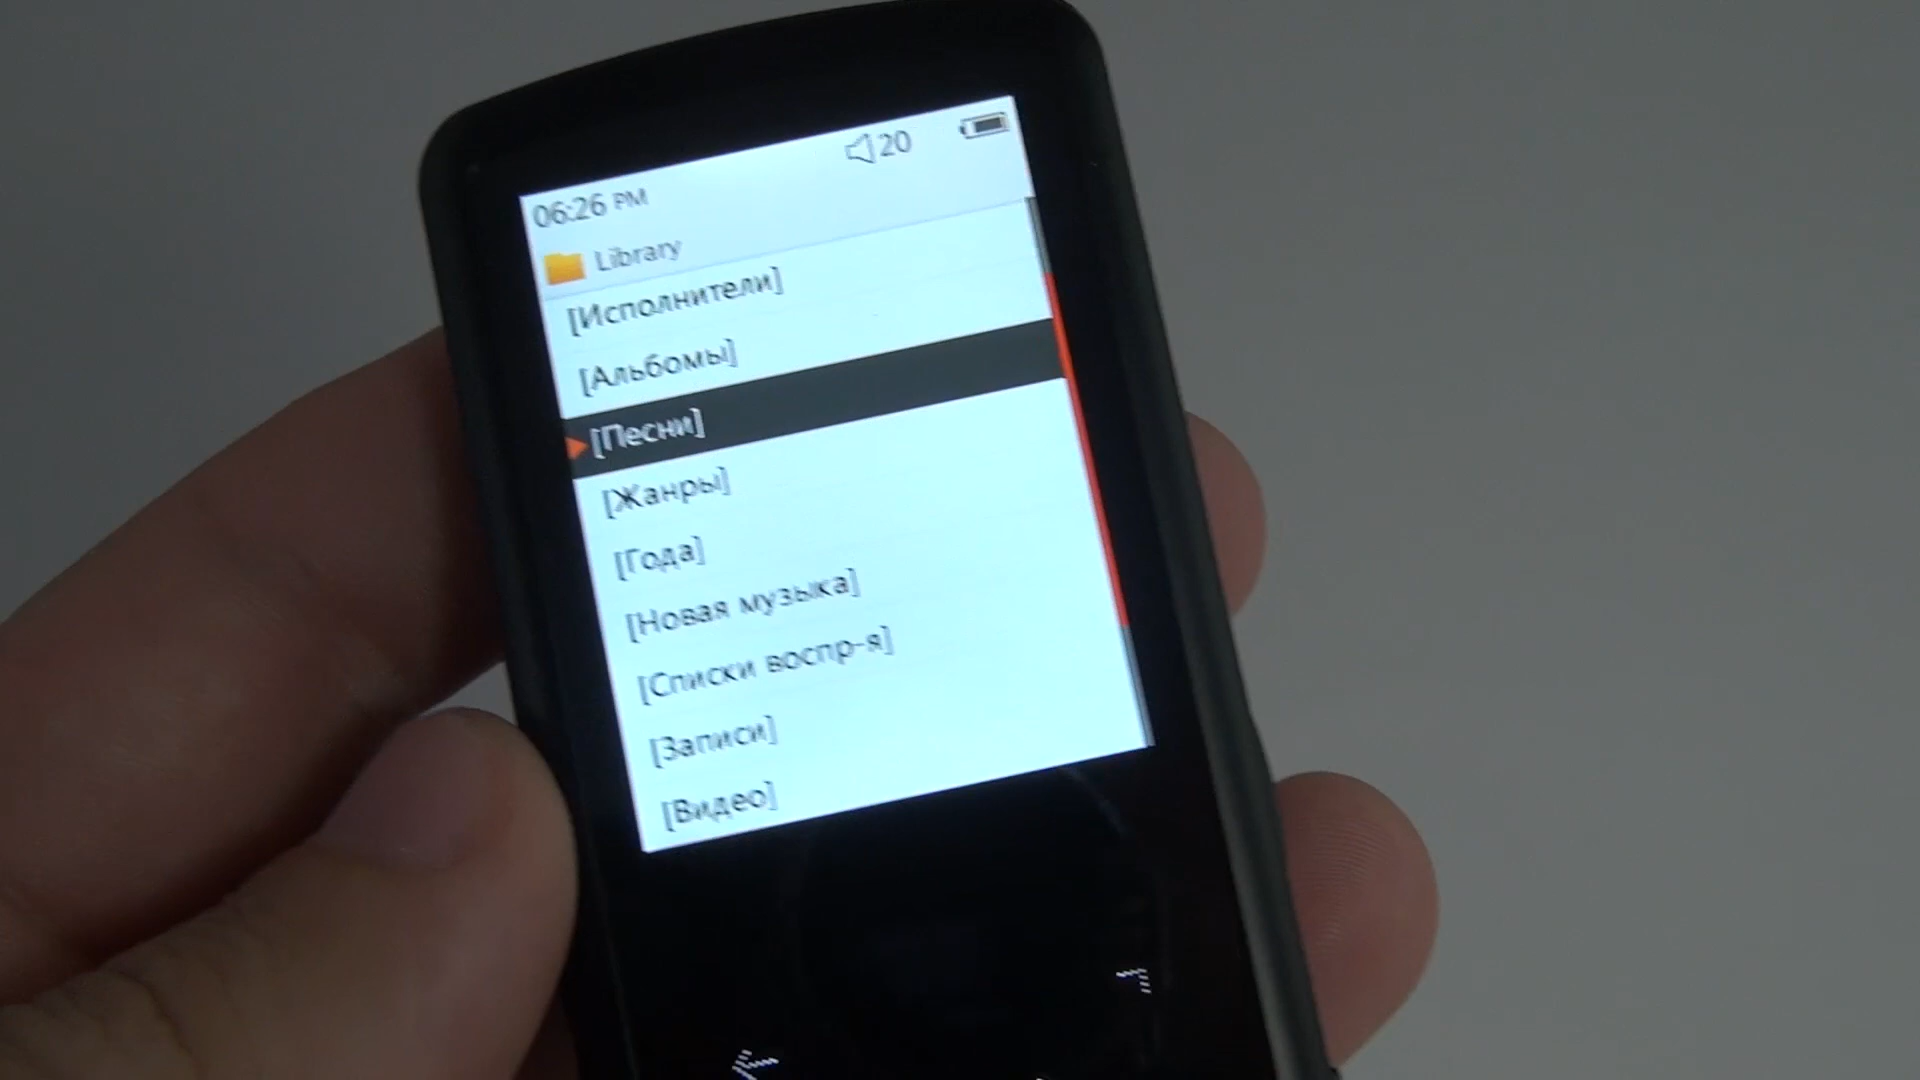 20
06:26 PM
Library
[Исполнители]
[Альбомы]
[Песни]
[Жанры]
[Года]
[Новая музыка]
[Списки воспр-я]
[Записи]
[Видео]